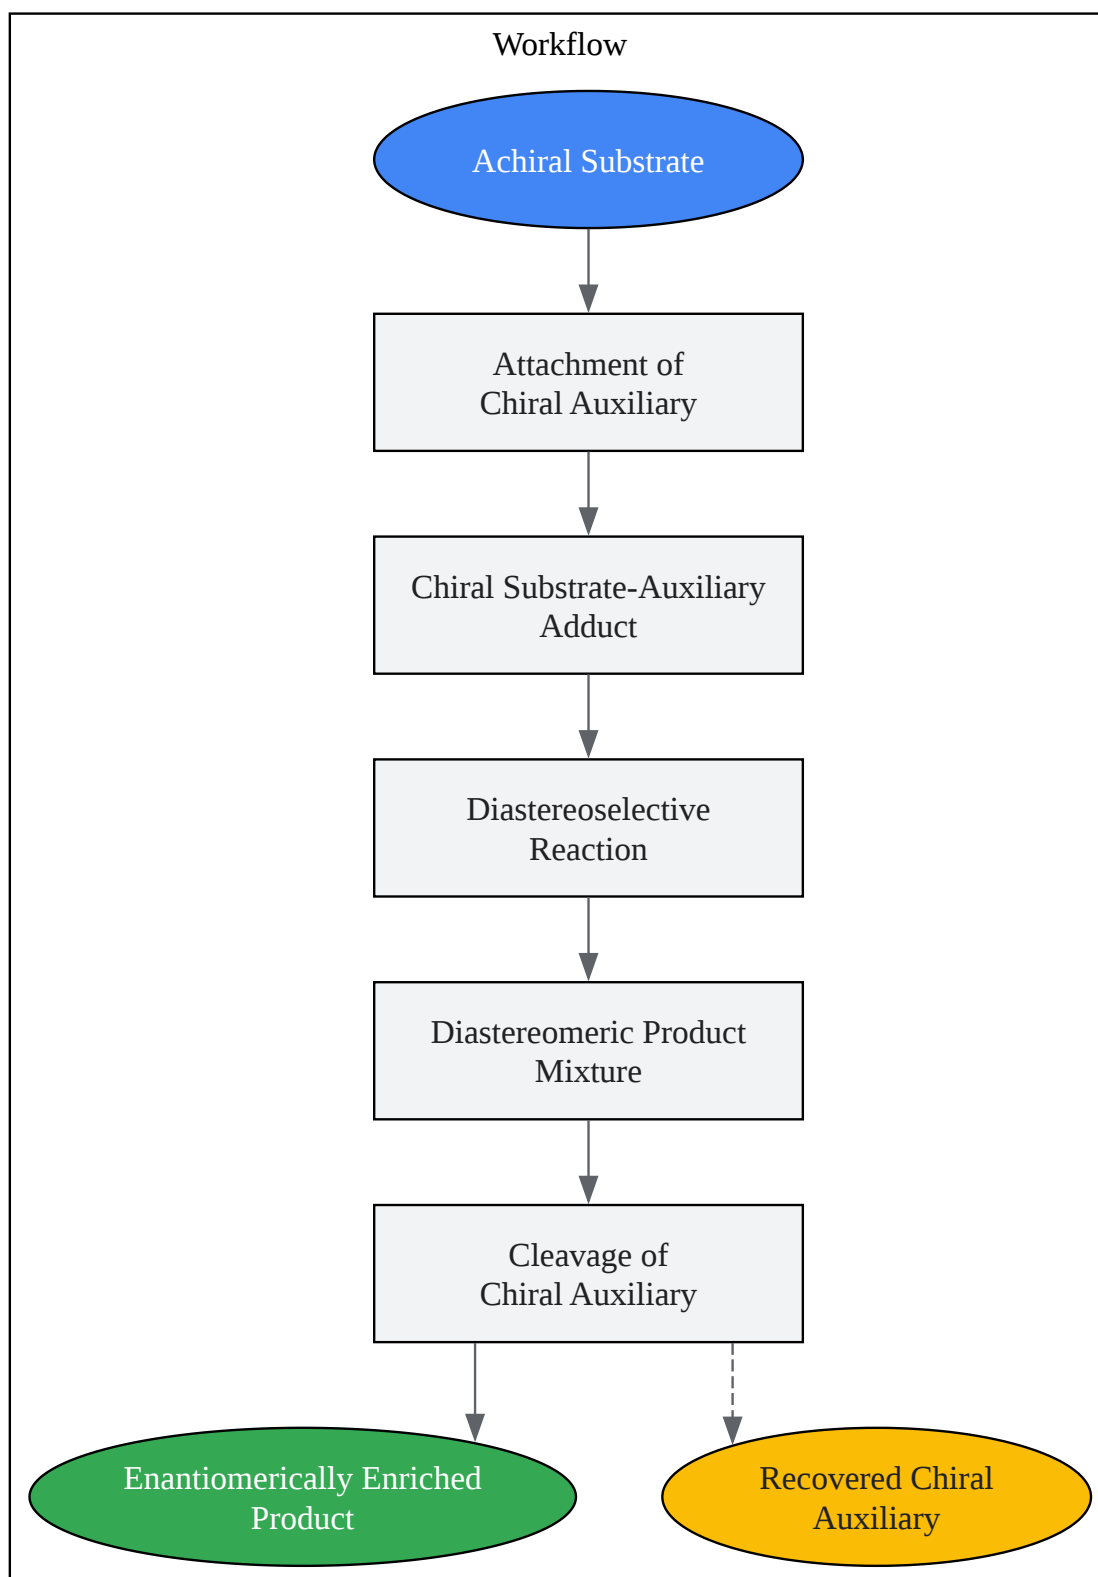 Workflow
Achiral Substrate
Attachment of
Chiral Auxiliary
Chiral Substrate-Auxiliary
Adduct
Diastereoselective
Reaction
Diastereomeric Product
Mixture
Cleavage of
Chiral Auxiliary
Enantiomerically Enriched
Product
Recovered Chiral
Auxiliary